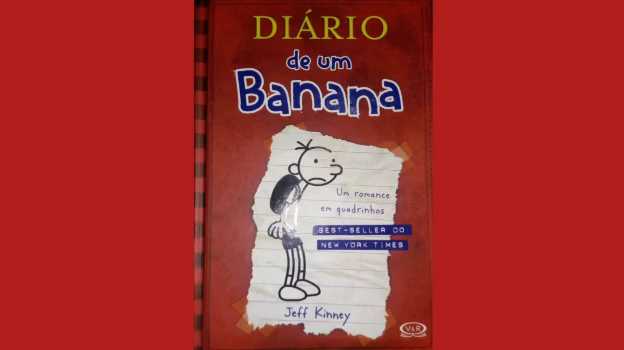 DIÁRIO
de um
Banana
Um romance
em quadrinhos
BEST-SELLER DO
NEW YORK TIMES
Jeff Kinney
V&R